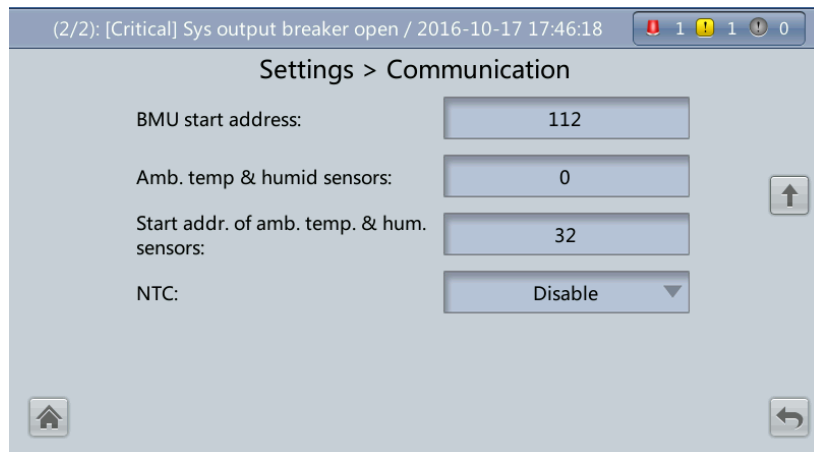 (2/2): [Critical] Sys output breaker open / 2016-10-17 17:46:18 1 1 0
Settings > Communication
BMU start address: 112
Amb. temp & humid sensors: 0
Start addr. of amb. temp. & hum.
sensors: 32
NTC: Disable